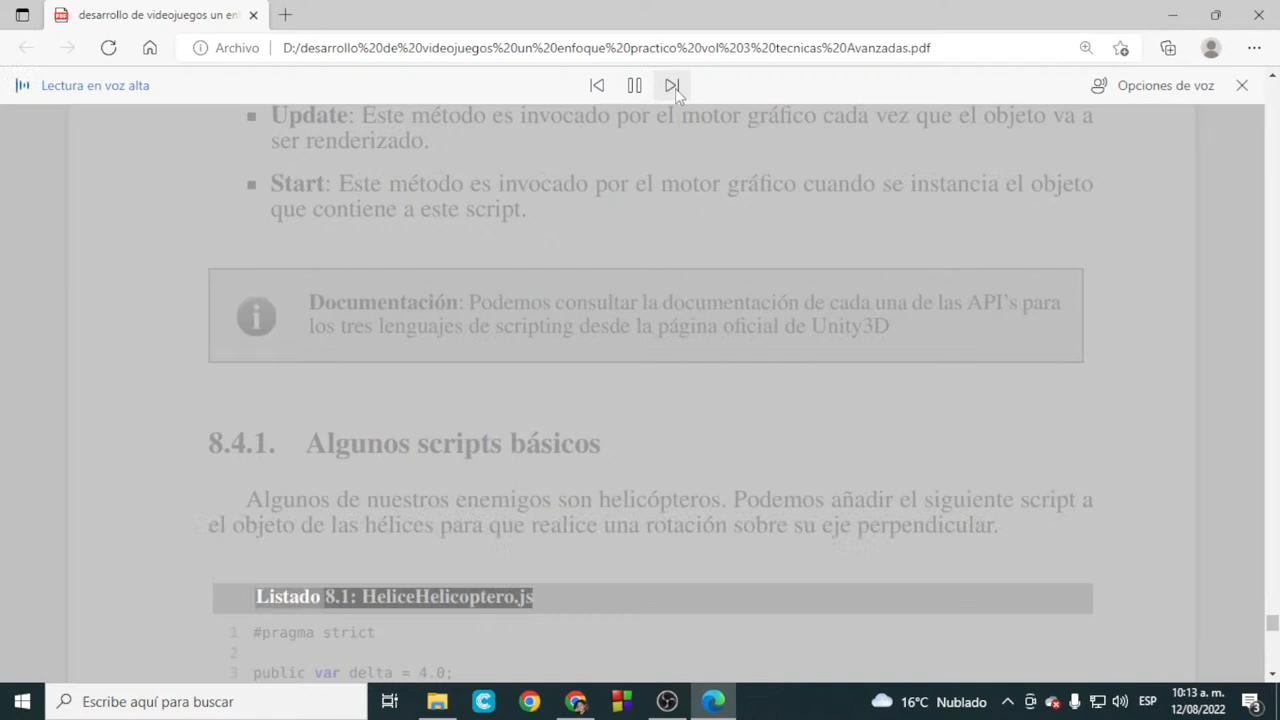 desarrollo de videojuegos un en
Archivo
D:/desarrollo%20de%20videojuegos%20un%20enfoque%20practico%20vol%203%20tecnicas%20Avanzadas.pdf
Lectura en voz alta
Opciones de voz
Update: Este método es invocado por el motor gráfico cada vez que el objeto va a
ser renderizado.
Start: Este método es invocado por el motor gráfico cuando se instancia el objeto
que contiene a este script.
Documentación: Podemos consultar la documentación de cada una de las API's para
los tres lenguajes de scripting desde la página oficial de Unity3D
8.4.1. Algunos scripts básicos
Algunos de nuestros enemigos son helicópteros. Podemos añadir el siguiente script a
el objeto de las hélices para que realice una rotación sobre su eje perpendicular.
Listado 8.1: HeliceHelicoptero.js
1 #pragma strict
2
3 public var delta = 4.0;
Escribe aquí para buscar
16°C Nublado
ESP
10:13 a. m.
12/08/2022
3